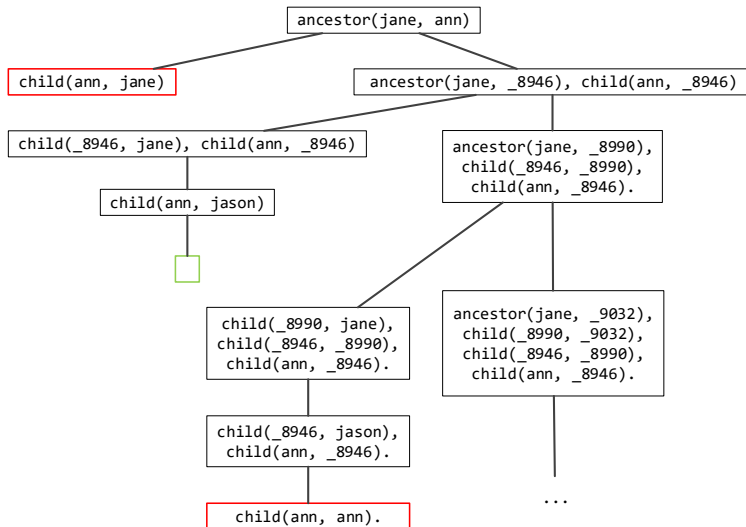 ancestor(jane, ann)
child(ann, jane)
ancestor(jane, _8946), child(ann, _8946)
child(_8946, jane), child(ann, _8946)
ancestor(jane, _8990),
child(_8946, _8990),
child(ann, _8946).
child(ann, jason)
child(_8990, jane),
child(_8946, _8990),
child(ann, _8946).
ancestor(jane, _9032),
child(_8990, _9032),
child(_8946, _8990),
child(ann, _8946).
child(_8946, jason),
child(ann, _8946).
...
child(ann, ann).